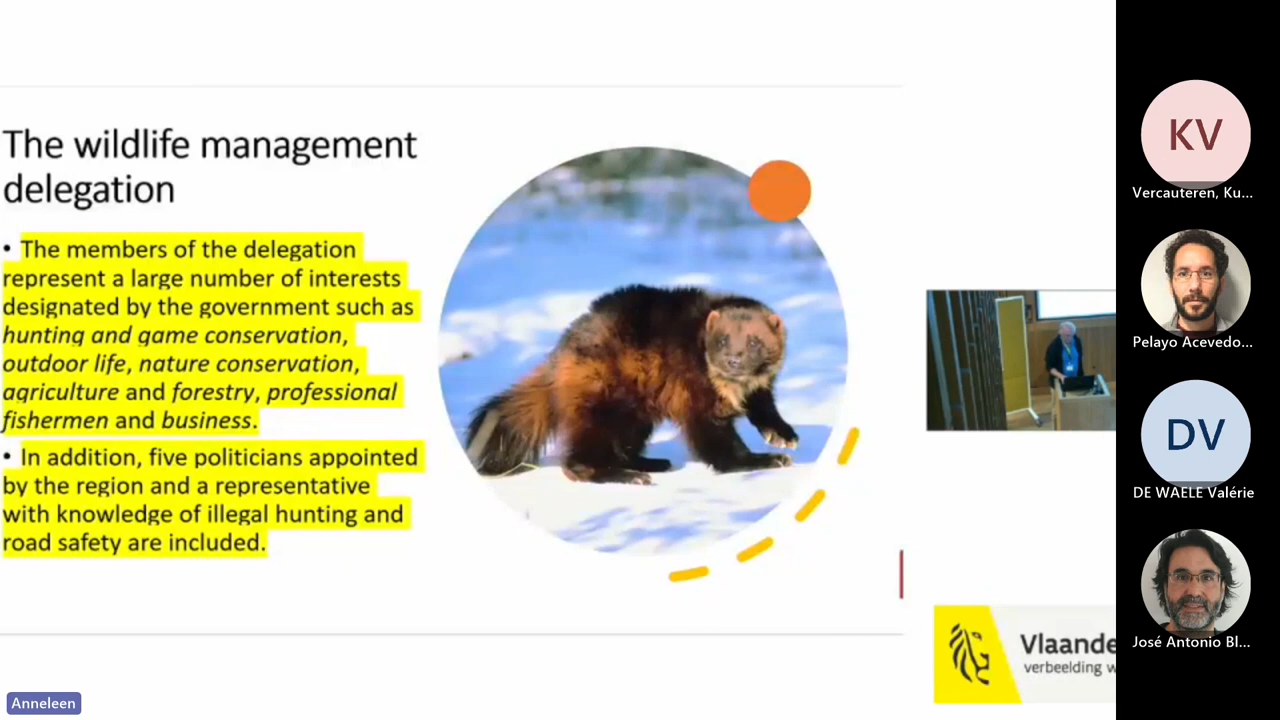 The wildlife management
delegation
• The members of the delegation
represent a large number of interests
designated by the government such as
hunting and game conservation,
outdoor life, nature conservation,
agriculture and forestry, professional
fishermen and business.
• In addition, five politicians appointed
by the region and a representative
with knowledge of illegal hunting and
road safety are included.
Vlaande
verbeelding w
Anneleen
KV
Vercauteren, Ku...
Pelayo Acevedo...
DV
DE WAELE Valérie
José Antonio Bl...